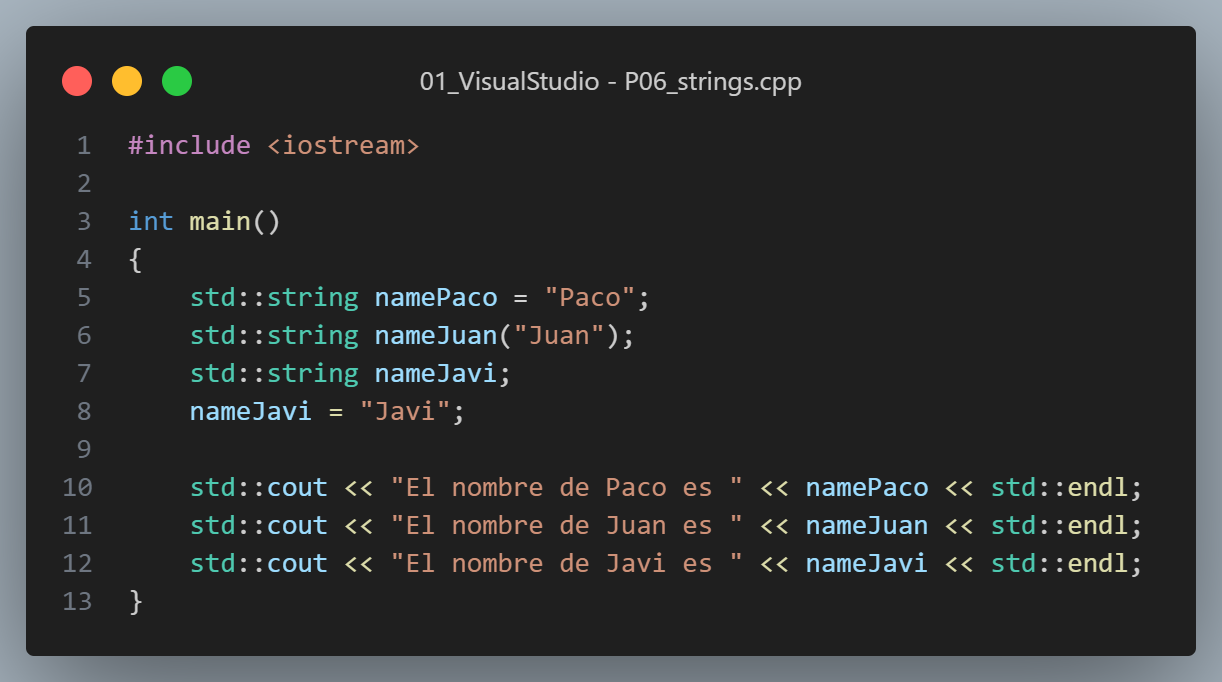 01_VisualStudio - P06_strings.cpp
1 #include <iostream>
2
3 int main()
4 {
5     std::string namePaco = "Paco";
6     std::string nameJuan("Juan");
7     std::string nameJavi;
8     nameJavi = "Javi";
9
10     std::cout << "El nombre de Paco es " << namePaco << std::endl;
11     std::cout << "El nombre de Juan es " << nameJuan << std::endl;
12     std::cout << "El nombre de Javi es " << nameJavi << std::endl;
13 }